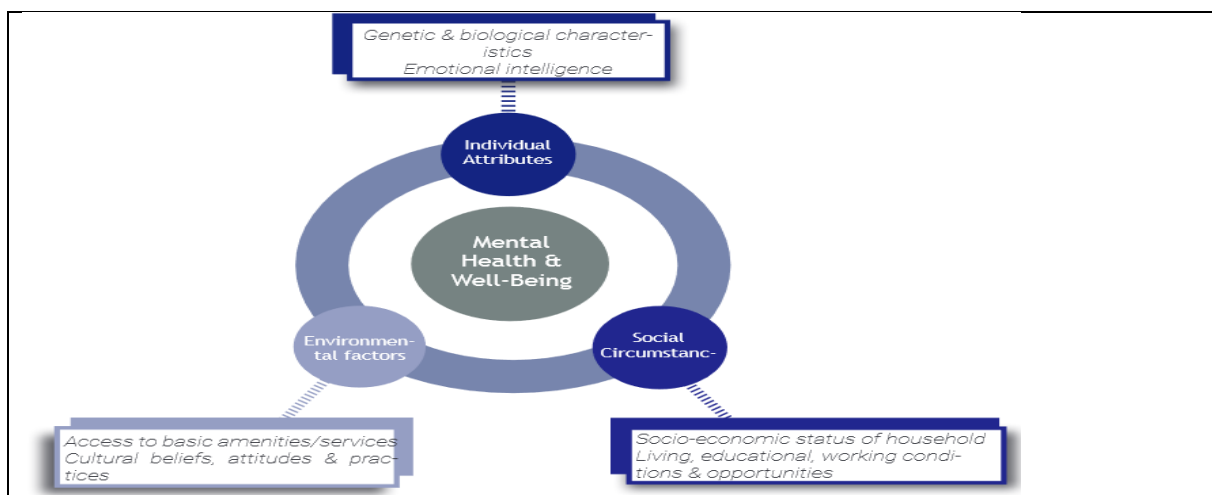 Genetic & biological character-
istics
Emotional intelligence
Individual
Attributes
Mental
Health &
Well-Being
Environmen-
tal factors
Social
Circumstanc-
Access to basic amenities/services
Cultural beliefs, attitudes & prac-
tices
Socio-economic status of household
Living, educational, working condi-
tions & opportunities